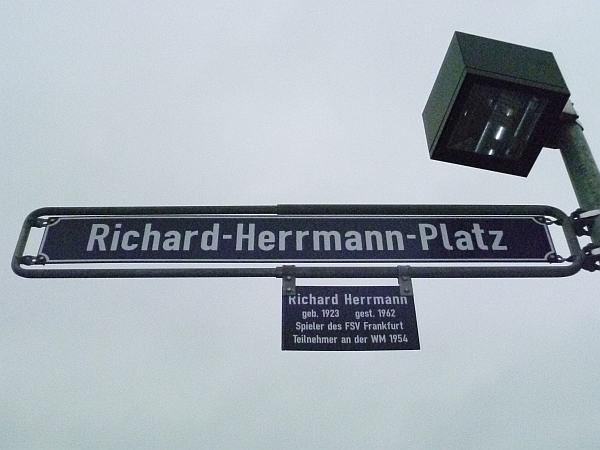 Richard-Herrmann-Platz
Richard Herrmann
geb. 1923 gest. 1962
Spieler des FSV Frankfurt
Teilnehmer an der WM 1954